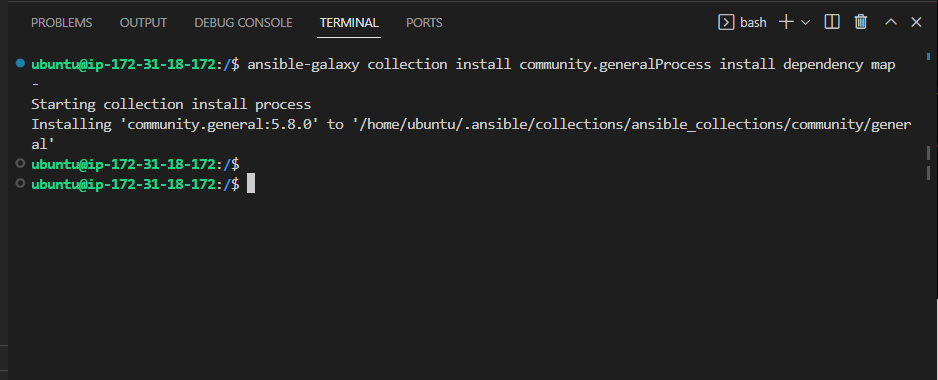 PROBLEMS OUTPUT DEBUG CONSOLE TERMINAL PORTS bash
ubuntu@ip-172-31-18-172:/$ ansible-galaxy collection install community.generalProcess install dependency map
-
Starting collection install process
Installing 'community.general:5.8.0' to '/home/ubuntu/.ansible/collections/ansible_collections/community/gener
al'
ubuntu@ip-172-31-18-172:/$
ubuntu@ip-172-31-18-172:/$